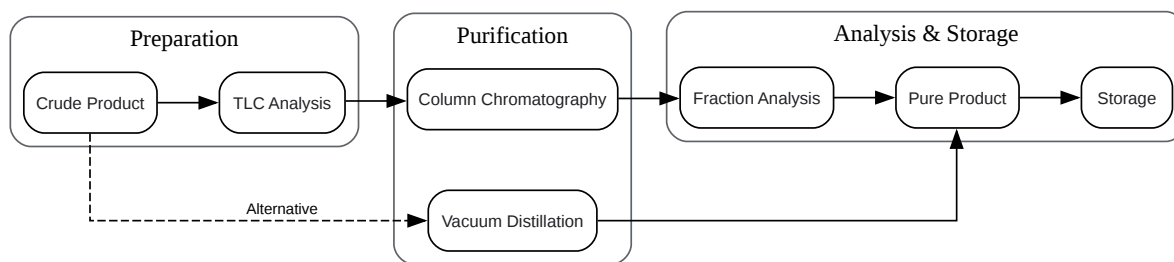 Preparation
Purification
Analysis & Storage
Crude Product
TLC Analysis
Column Chromatography
Fraction Analysis
Pure Product
Storage
Alternative
Vacuum Distillation